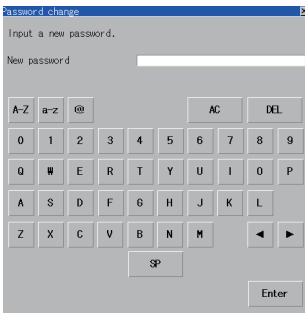 Password change
Input a new password.
New password
A-Z a-z @ AC DEL
0 1 2 3 4 5 6 7 8 9
Q W E R T Y U I O P
A S D F G H J K L
Z X C V B N M ◀ ▶
SP
Enter